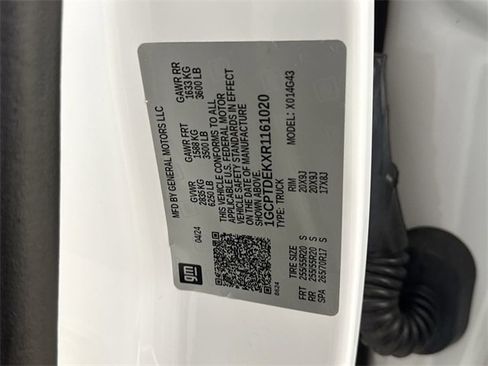 MFD BY GENERAL MOTORS LLC
gm
04/24
GVWR
2835 KG
6250 LB
GAWR FRT
1588 KG
3500 LB
GAWR RR
1633 KG
3600 LB
THIS VEHICLE CONFORMS TO ALL
APPLICABLE U.S. FEDERAL MOTOR
VEHICLE SAFETY STANDARDS IN EFFECT
ON THE DATE OF MANUFACTURE
SHOWN ABOVE.
1GCPTDEKXR1161020
TYPE: TRUCK
MODEL: X014G43
0624
TIRE SIZE RIM
FRT 255/55R20 S 20X9J
RR 255/55R20 S 20X9J
SPA 265/70R17 S 17X8J